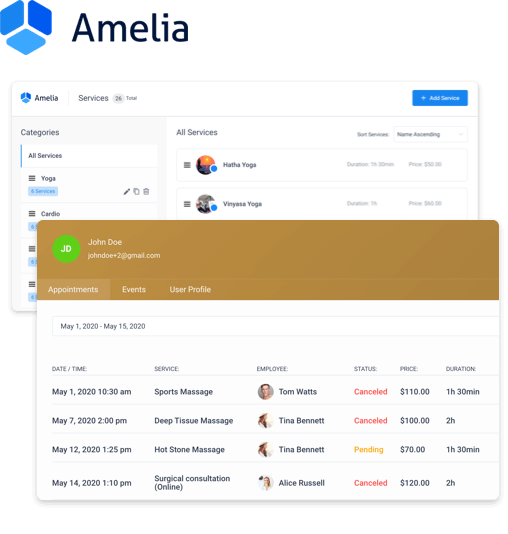 Amelia
Amelia Services 26 Total
+ Add Service
Categories
All Services
Sort Services: Name Ascending
All Services
Yoga
6 Services
Hatha Yoga Duration: 1h 30min Price: $50.00
Cardio
Vinyasa Yoga Duration: 1h Price: $60.00
JD
John Doe
johndoe+2@gmail.com
Appointments Events User Profile
May 1, 2020 - May 15, 2020
DATE / TIME: SERVICE: EMPLOYEE: STATUS: PRICE: DURATION:
May 1, 2020 10:30 am Sports Massage Tom Watts Canceled $110.00 1h 30min
May 7, 2020 2:00 pm Deep Tissue Massage Tina Bennett Canceled $100.00 2h
May 12, 2020 1:25 pm Hot Stone Massage Tina Bennett Pending $70.00 1h 30min
May 14, 2020 1:10 pm Surgical consultation (Online) Alice Russell Canceled $120.00 2h